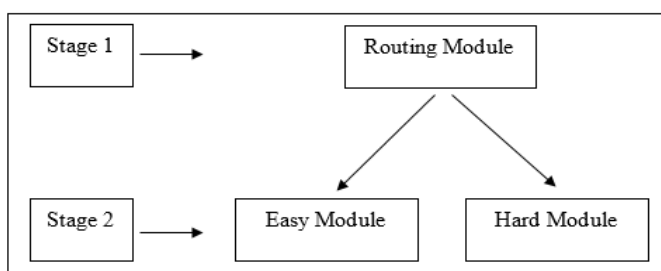 Stage 1
Routing Module
Stage 2
Easy Module
Hard Module